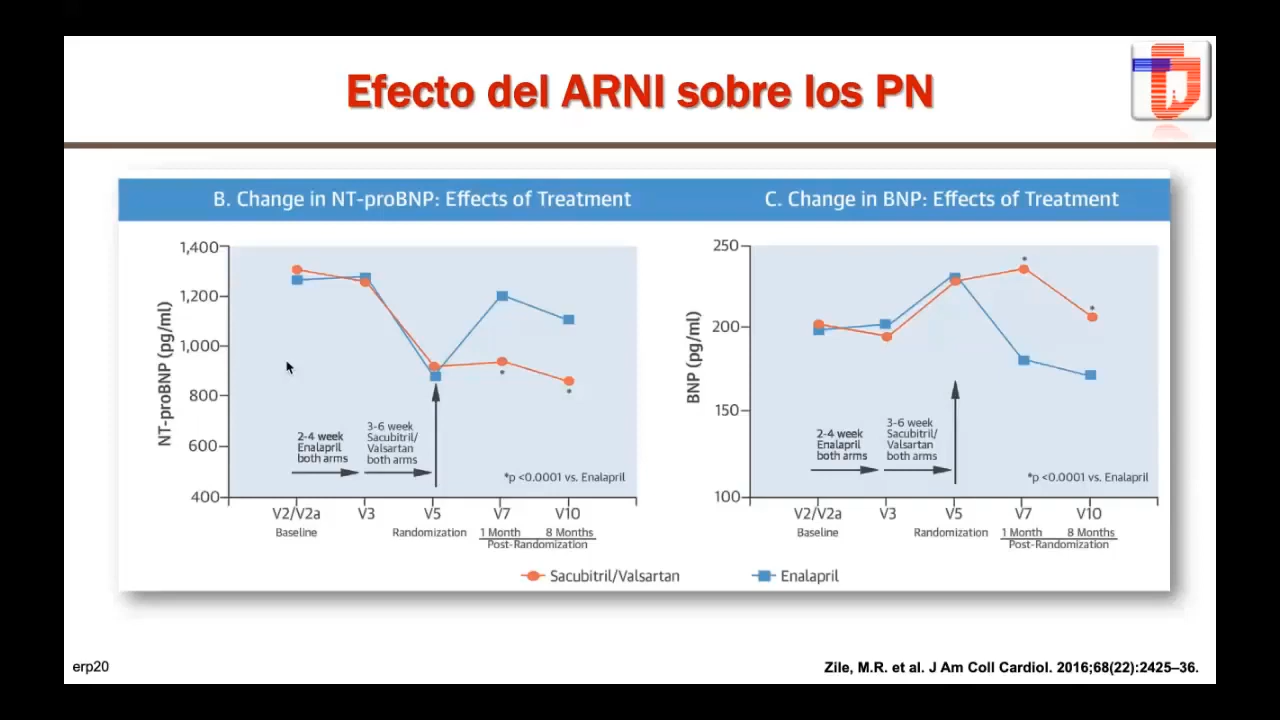 Efecto del ARNI sobre los PN
B. Change in NT-proBNP: Effects of Treatment
1,400
1,200
1,000
800
600
400
NT-proBNP (pg/ml)
2-4 week
Enalapril
both arms
3-6 week
Sacubitril/
Valsartan
both arms
*
*
*p <0.0001 vs. Enalapril
V2/V2a
V3
V5
V7
V10
Baseline
Randomization
1 Month
8 Months
Post-Randomization
C. Change in BNP: Effects of Treatment
250
200
150
100
BNP (pg/ml)
2-4 week
Enalapril
both arms
3-6 week
Sacubitril/
Valsartan
both arms
*
*
*p <0.0001 vs. Enalapril
V2/V2a
V3
V5
V7
V10
Baseline
Randomization
1 Month
8 Months
Post-Randomization
Sacubitril/Valsartan
Enalapril
erp20
Zile, M.R. et al. J Am Coll Cardiol. 2016;68(22):2425–36.